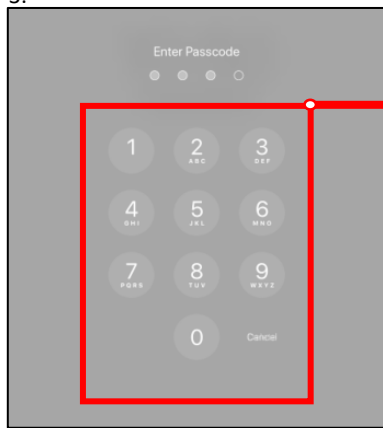 Enter Passcode
1 2 3
ABC DEF
4 5 6
GHI JKL MNO
7 8 9
PQRS TUV WXYZ
0 Cancel